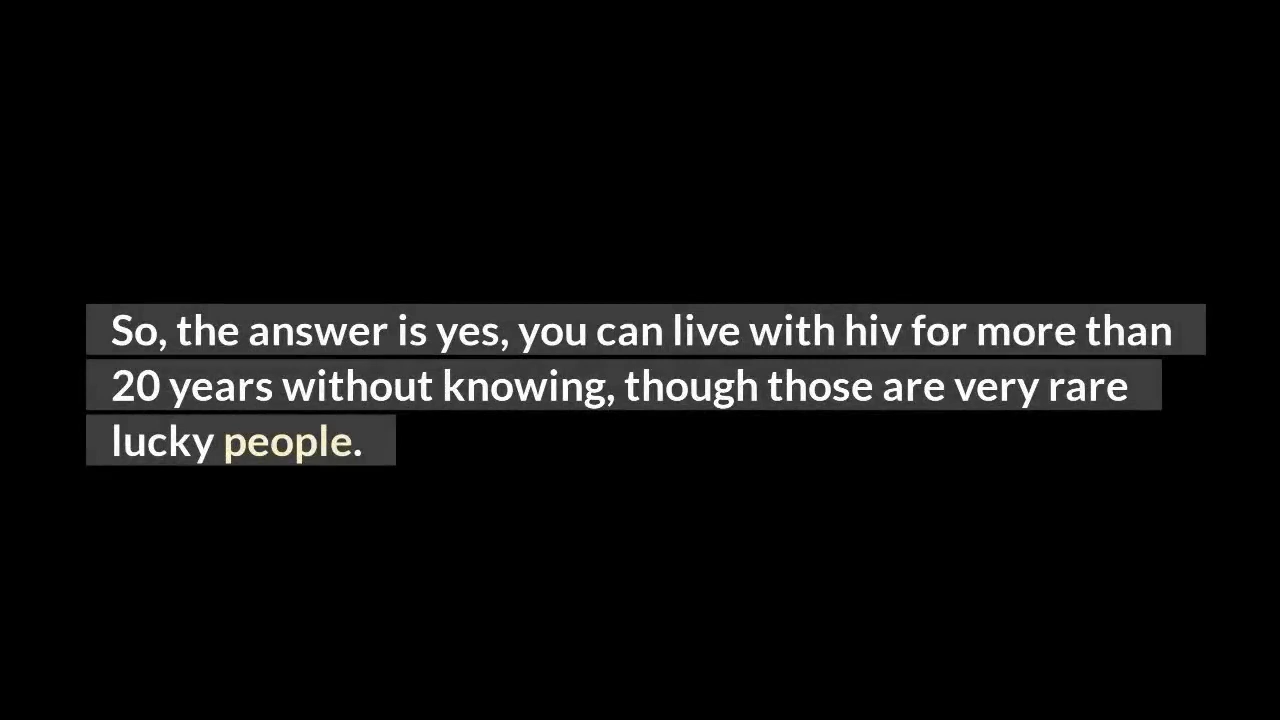 So, the answer is yes, you can live with hiv for more than
20 years without knowing, though those are very rare
lucky people.